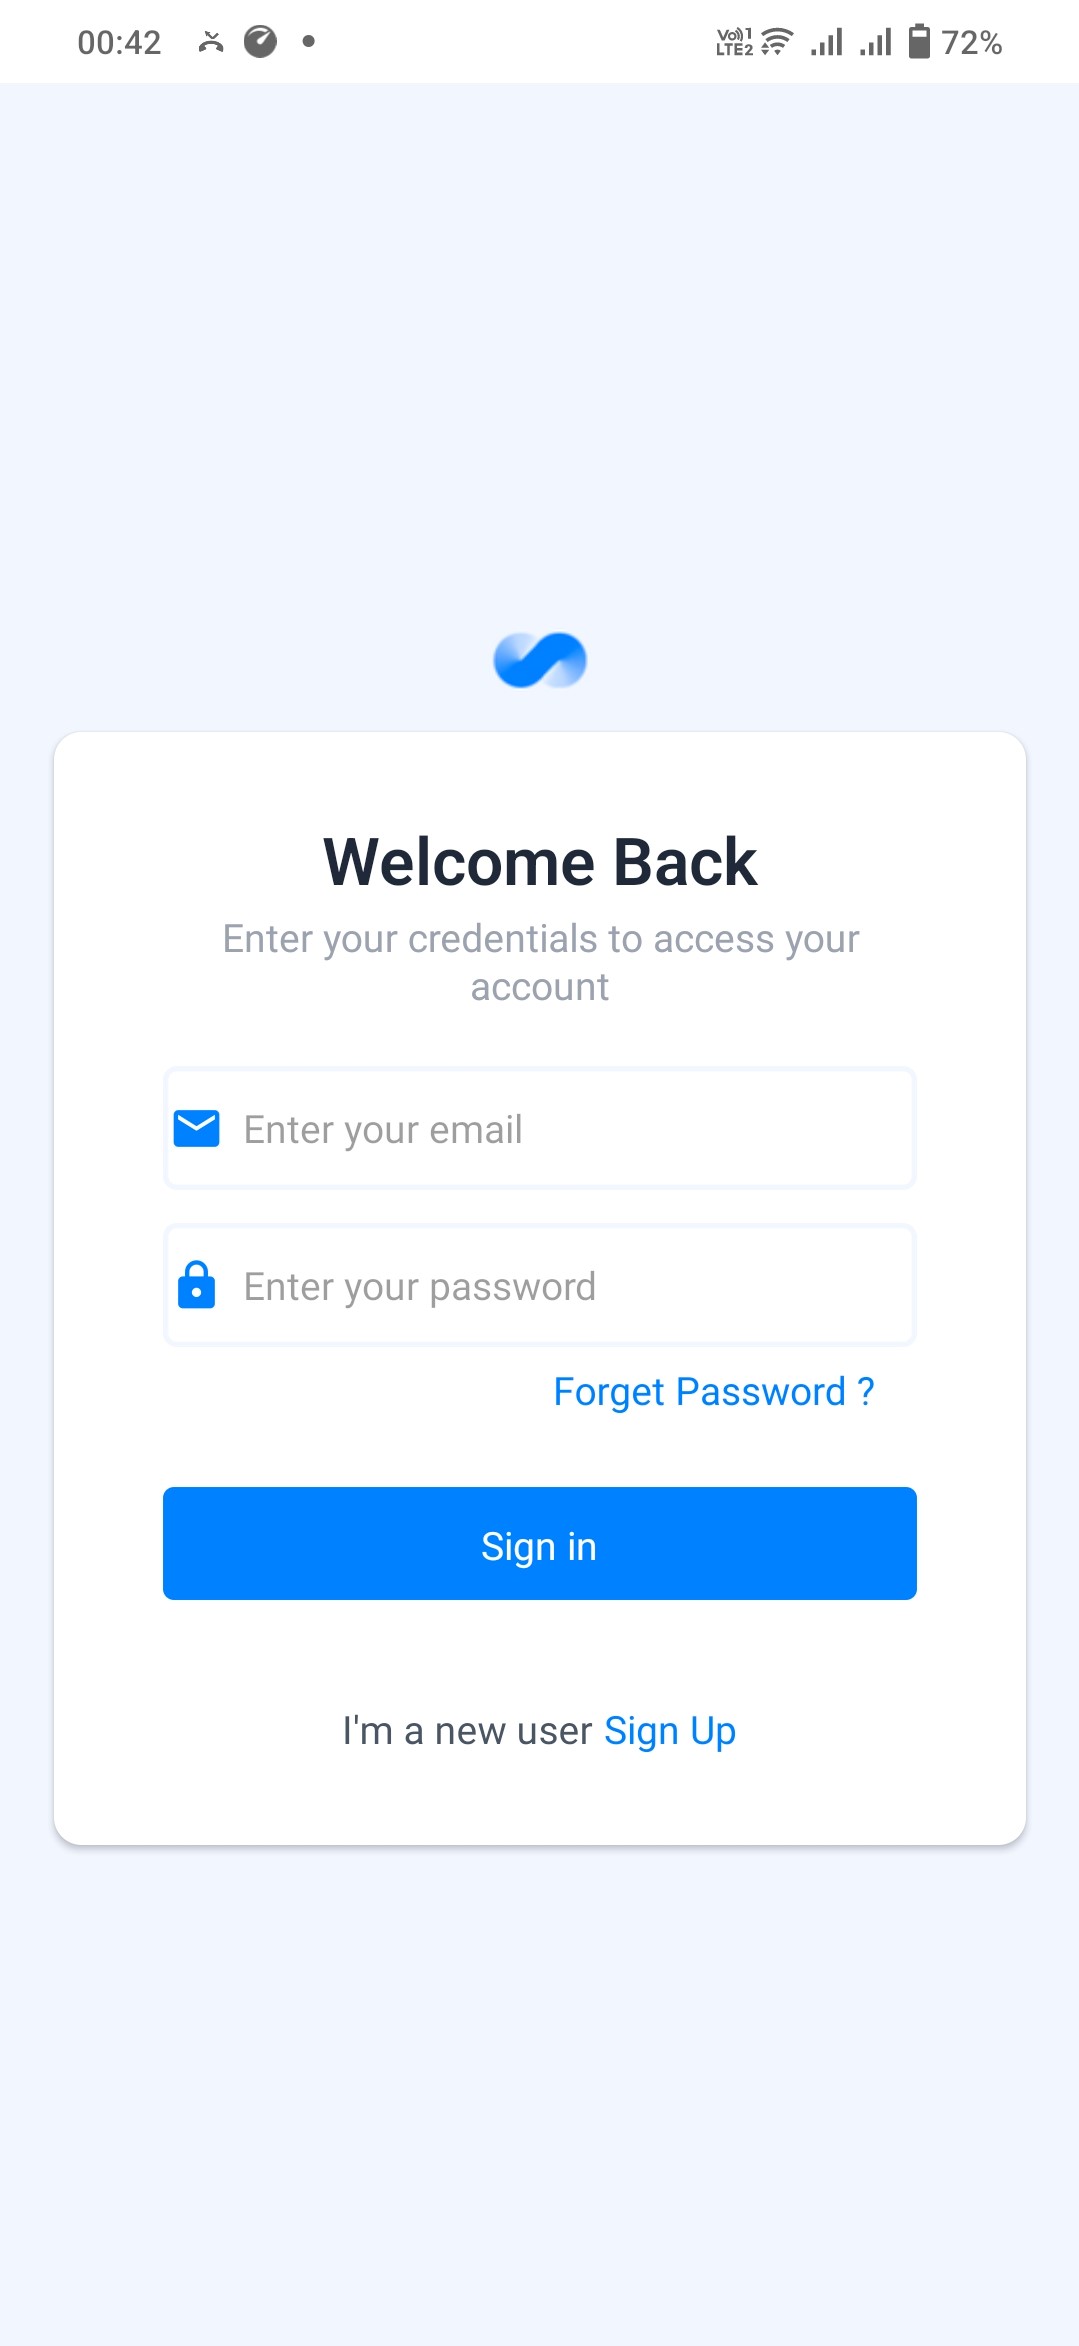 00:42 Vo)) 1 LTE2 72%
Welcome Back
Enter your credentials to access your
account
Enter your email
Enter your password
Forget Password ?
Sign in
I'm a new user Sign Up